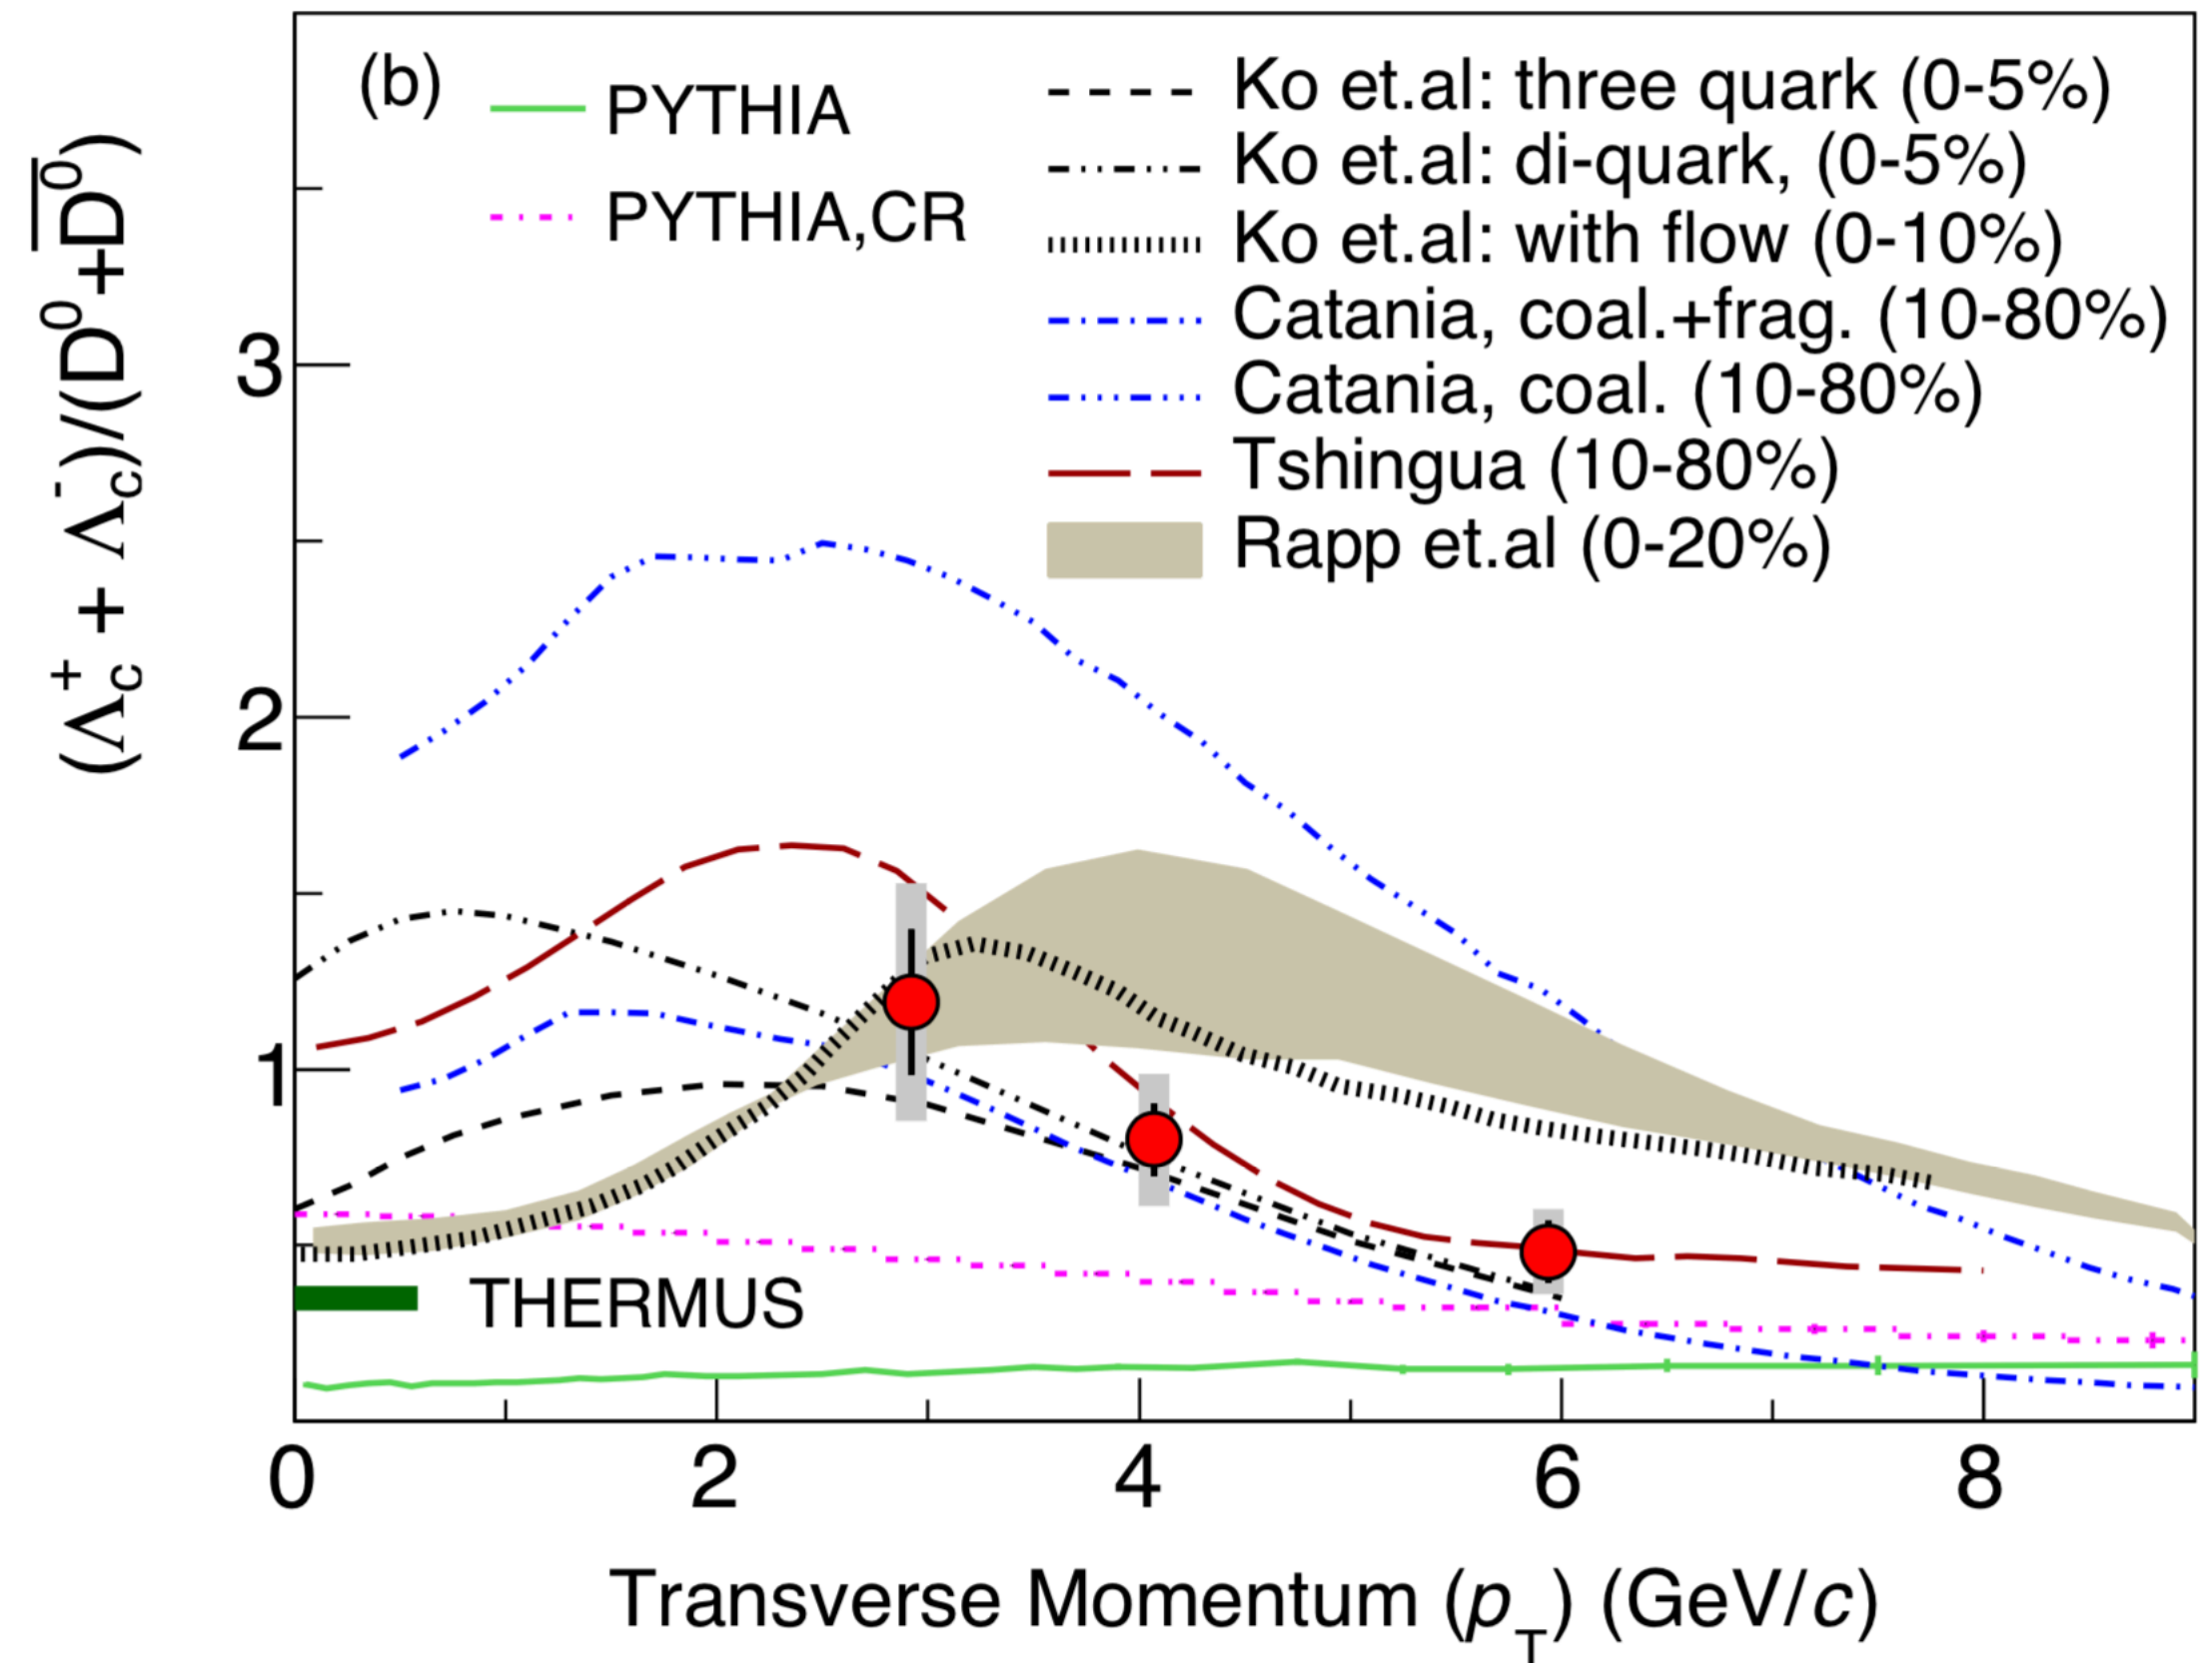 (b)
PYTHIA
PYTHIA,CR
Ko et.al: three quark (0-5%)
Ko et.al: di-quark, (0-5%)
Ko et.al: with flow (0-10%)
Catania, coal.+frag. (10-80%)
Catania, coal. (10-80%)
Tshingua (10-80%)
Rapp et.al (0-20%)
(Λc+ + Λc-)/(D0+D̅0)
3
2
1
THERMUS
0 2 4 6 8
Transverse Momentum (pT) (GeV/c)